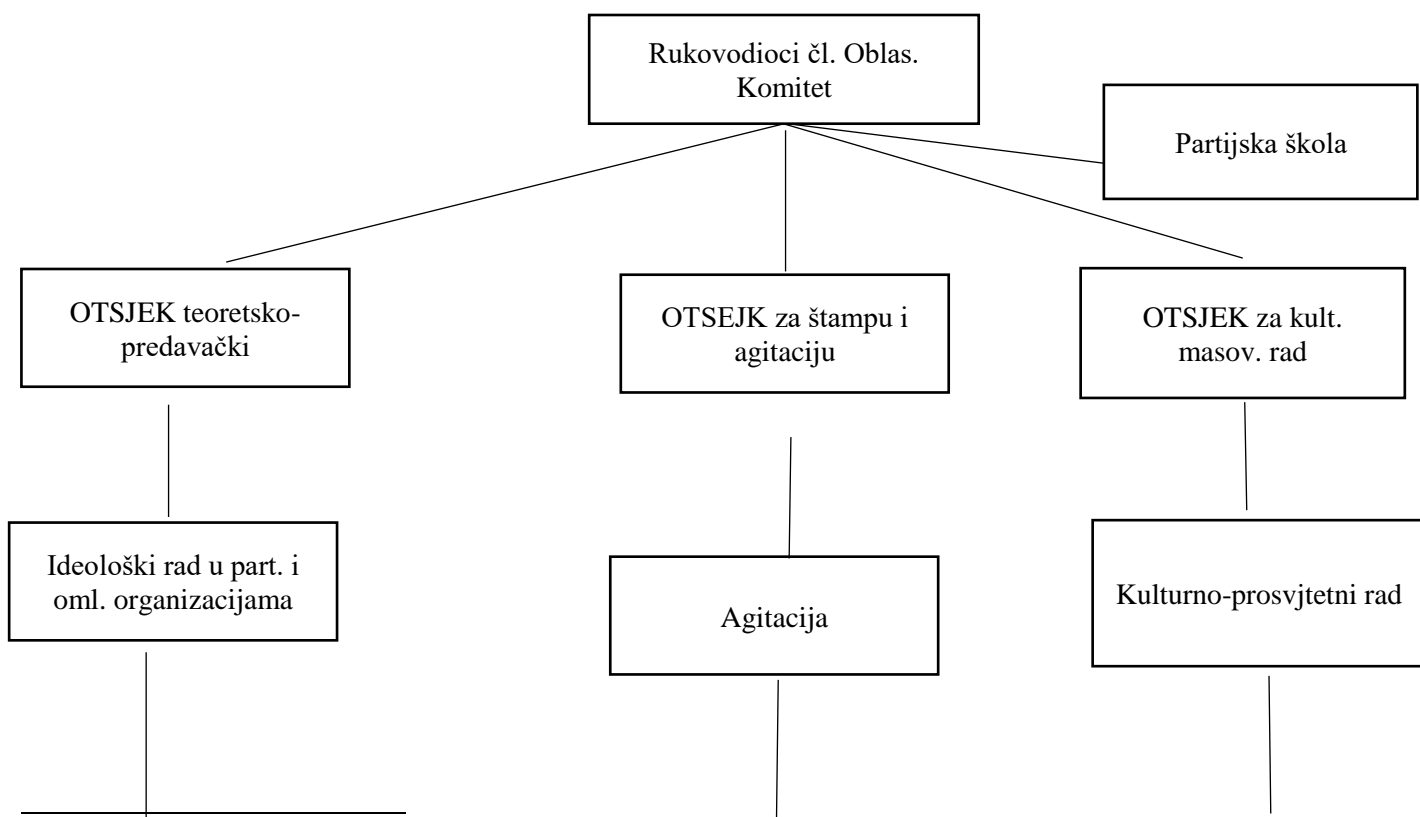 Rukovodioci čl. Oblas.
Komitet
Partijska škola
OTSJEK teoretsko-
predavački
OTSEJK za štampu i
agitaciju
OTSJEK za kult.
masov. rad
Ideološki rad u part. i
oml. organizacijama
Agitacija
Kulturno-prosvjtetni rad